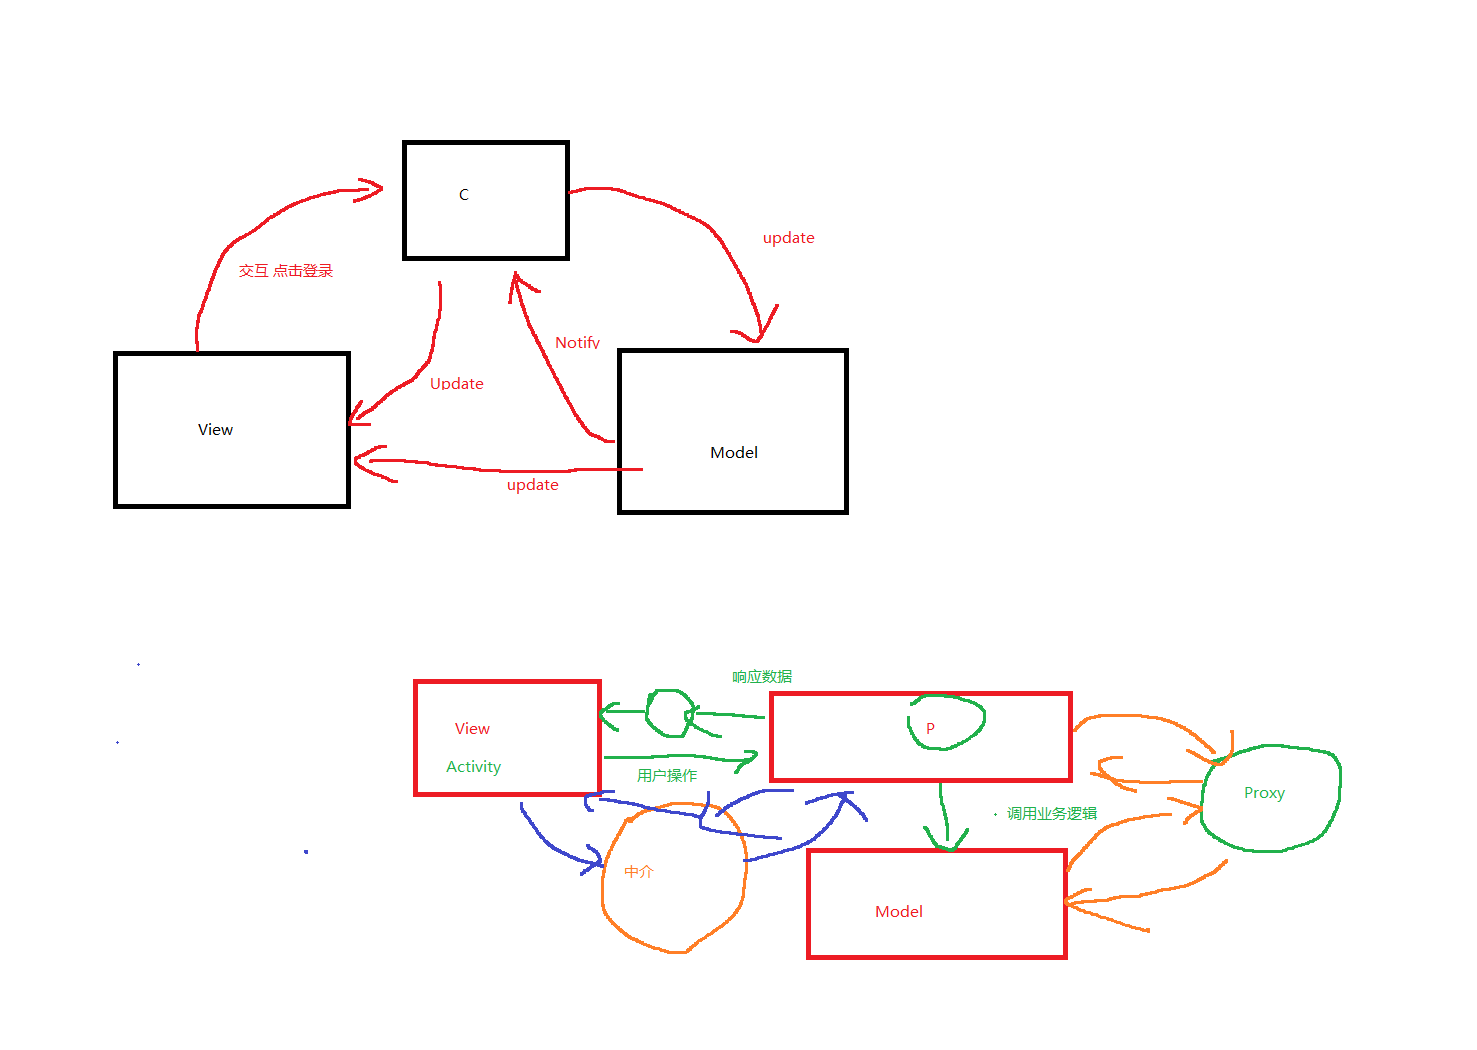 C
update
交互 点击登录
Notify
Update
View
Model
update
响应数据
View
P
Activity
用户操作
Proxy
调用业务逻辑
中介
Model